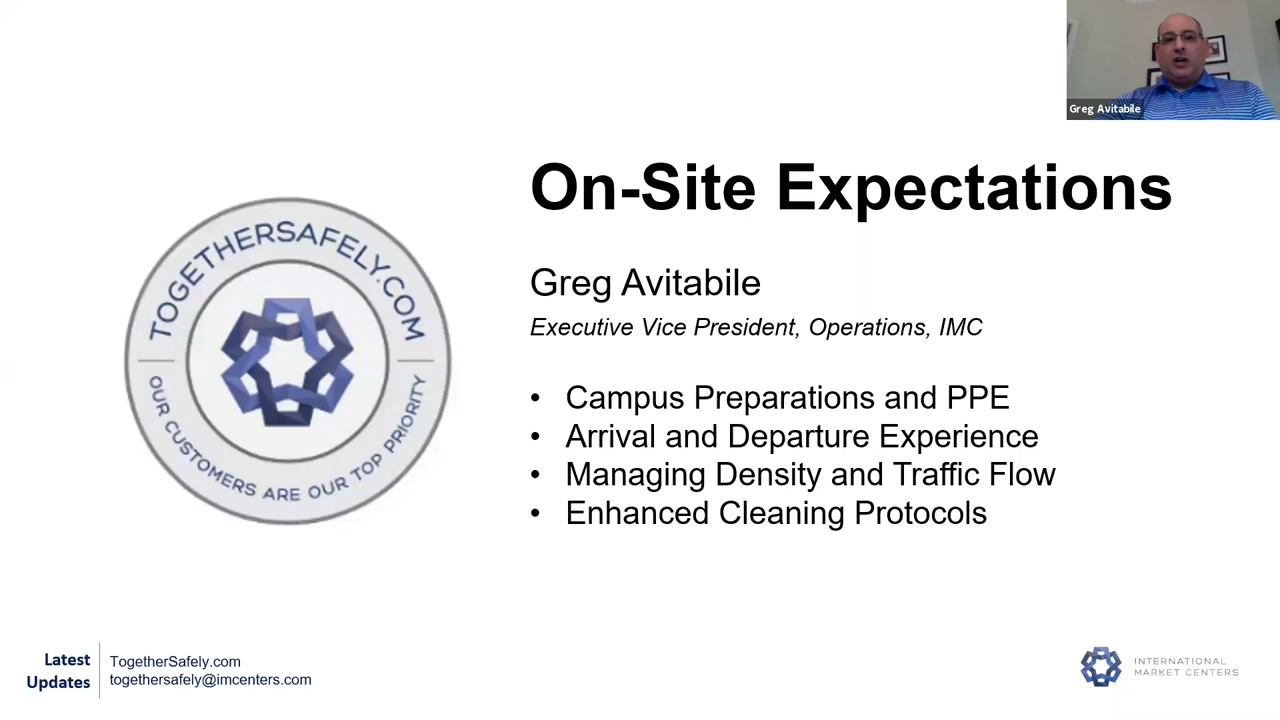 Greg Avitabile
On-Site Expectations
TOGETHERSAFELY.COM
OUR CUSTOMERS ARE OUR TOP PRIORITY
Greg Avitabile
Executive Vice President, Operations, IMC
• Campus Preparations and PPE
• Arrival and Departure Experience
• Managing Density and Traffic Flow
• Enhanced Cleaning Protocols
Latest
Updates
TogetherSafely.com
togethersafely@imcenters.com
INTERNATIONAL
MARKET CENTERS